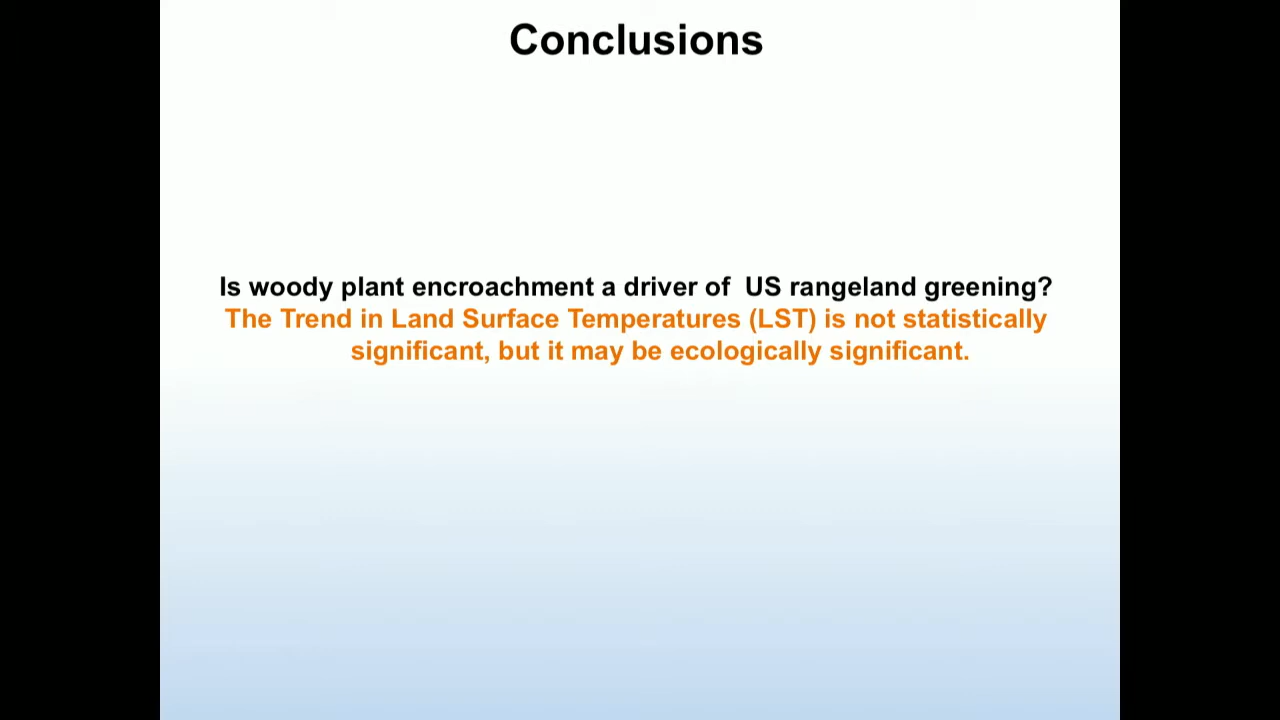 Conclusions
Is woody plant encroachment a driver of  US rangeland greening?
The Trend in Land Surface Temperatures (LST) is not statistically
significant, but it may be ecologically significant.